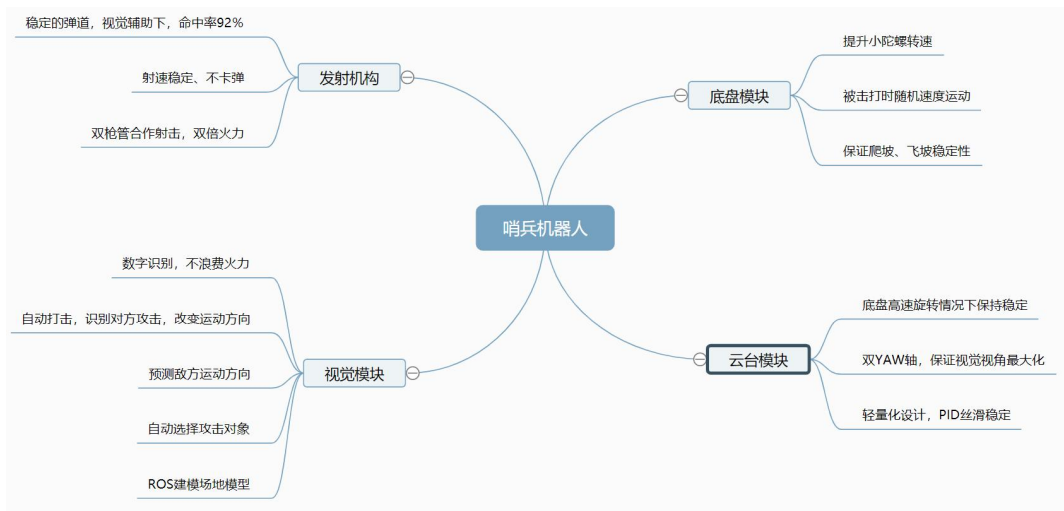 稳定的弹道，视觉辅助下，命中率92%
射速稳定、不卡弹
双枪管合作射击，双倍火力
发射机构
提升小陀螺转速
被击打时随机速度运动
保证爬坡、飞坡稳定性
底盘模块
哨兵机器人
数字识别，不浪费火力
自动打击，识别对方攻击，改变运动方向
预测敌方运动方向
自动选择攻击对象
ROS建模场地模型
视觉模块
底盘高速旋转情况下保持稳定
双YAW轴，保证视觉视角最大化
轻量化设计，PID丝滑稳定
云台模块